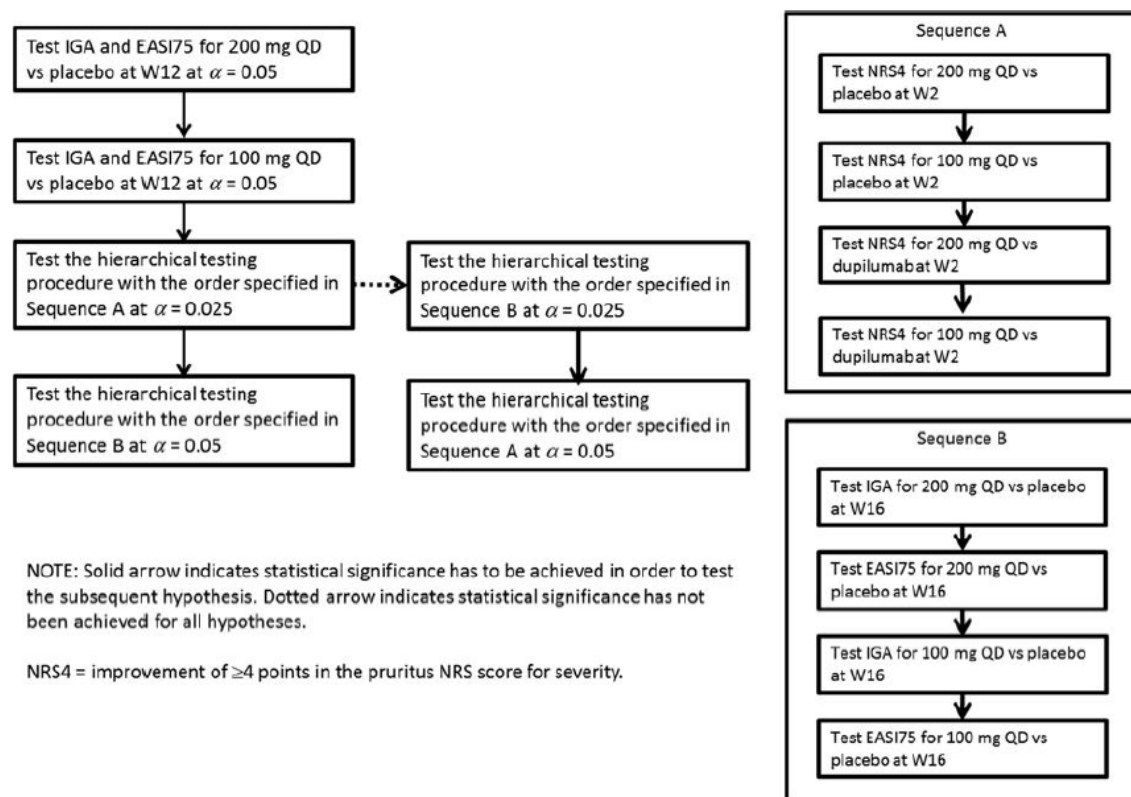 Test IGA and EASI75 for 200 mg QD
vs placebo at W12 at α = 0.05
Test IGA and EASI75 for 100 mg QD
vs placebo at W12 at α = 0.05
Test the hierarchical testing
procedure with the order specified in
Sequence A at α = 0.025
Test the hierarchical testing
procedure with the order specified in
Sequence B at α = 0.025
Test the hierarchical testing
procedure with the order specified in
Sequence B at α = 0.05
Test the hierarchical testing
procedure with the order specified in
Sequence A at α = 0.05
NOTE: Solid arrow indicates statistical significance has to be achieved in order to test
the subsequent hypothesis. Dotted arrow indicates statistical significance has not
been achieved for all hypotheses.
NRS4 = improvement of ≥4 points in the pruritus NRS score for severity.
Sequence A
Test NRS4 for 200 mg QD vs
placebo at W2
Test NRS4 for 100 mg QD vs
placebo at W2
Test NRS4 for 200 mg QD vs
dupilumab at W2
Test NRS4 for 100 mg QD vs
dupilumab at W2
Sequence B
Test IGA for 200 mg QD vs placebo
at W16
Test EASI75 for 200 mg QD vs
placebo at W16
Test IGA for 100 mg QD vs placebo
at W16
Test EASI75 for 100 mg QD vs
placebo at W16